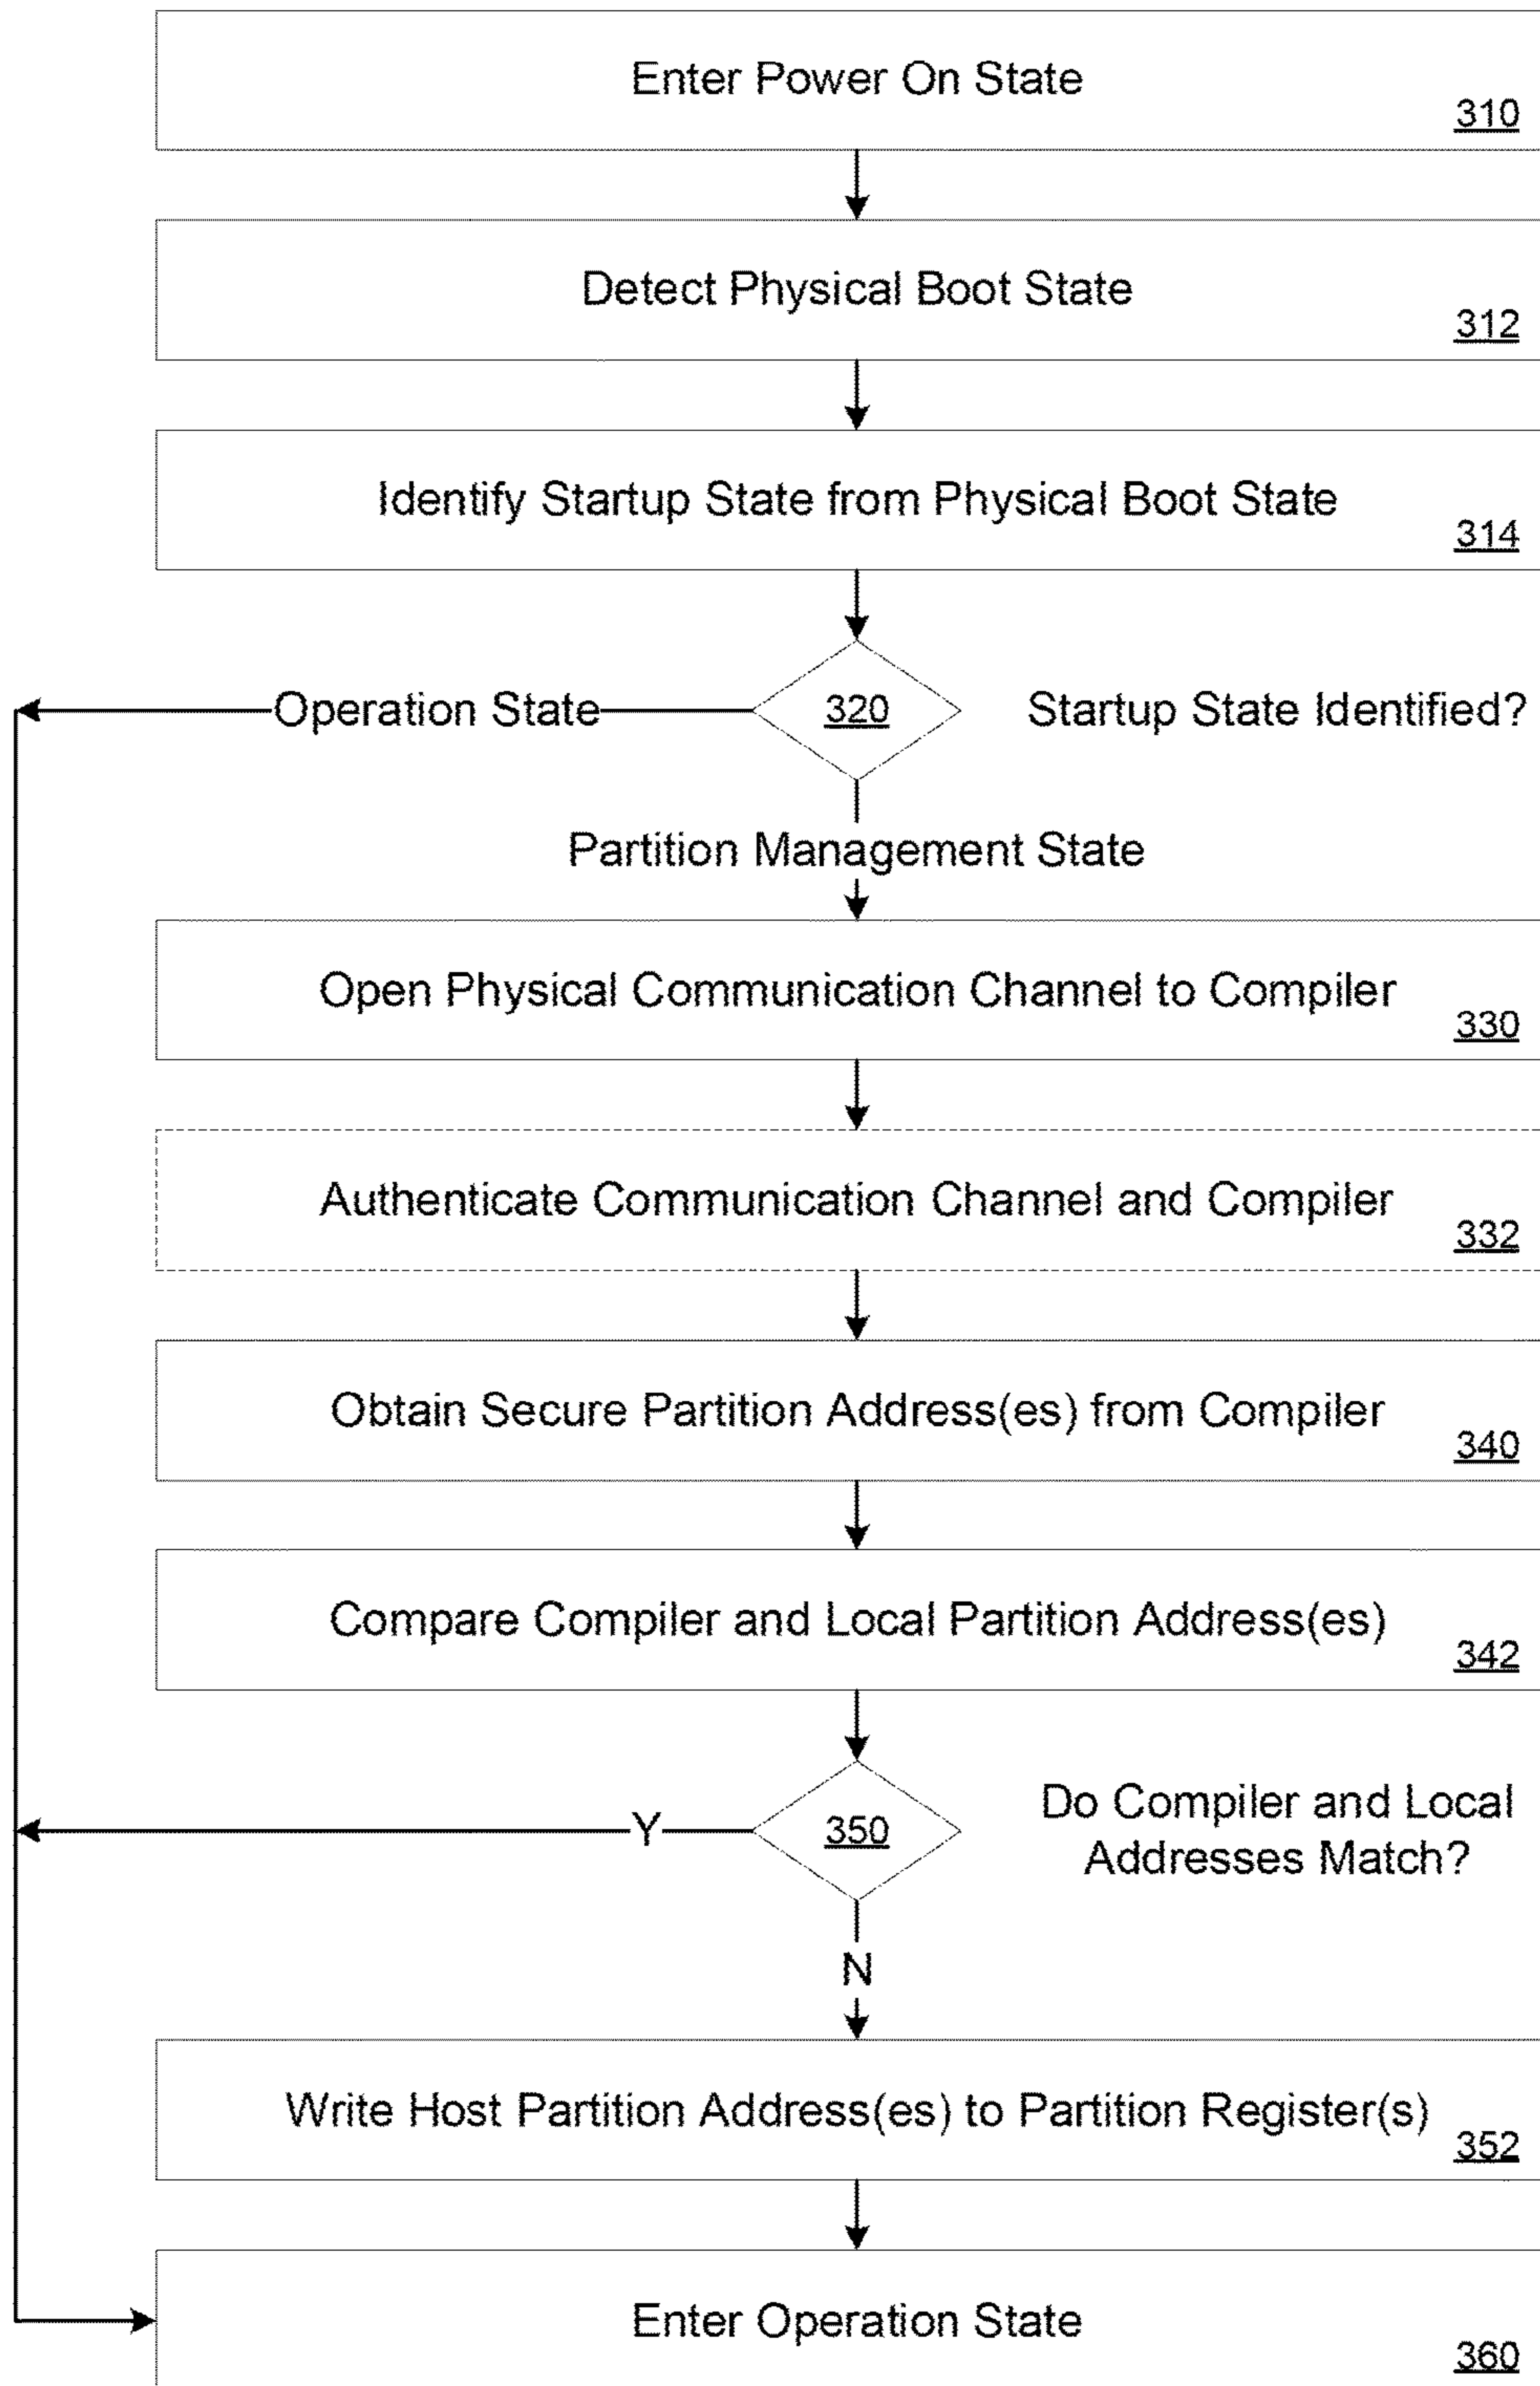 Enter Power On State
310
Detect Physical Boot State
312
Identify Startup State from Physical Boot State
314
Operation State
320
Startup State Identified?
Partition Management State
Open Physical Communication Channel to Compiler
330
Authenticate Communication Channel and Compiler
332
Obtain Secure Partition Address(es) from Compiler
340
Compare Compiler and Local Partition Address(es)
342
Y
350
Do Compiler and Local
Addresses Match?
N
Write Host Partition Address(es) to Partition Register(s)
352
Enter Operation State
360